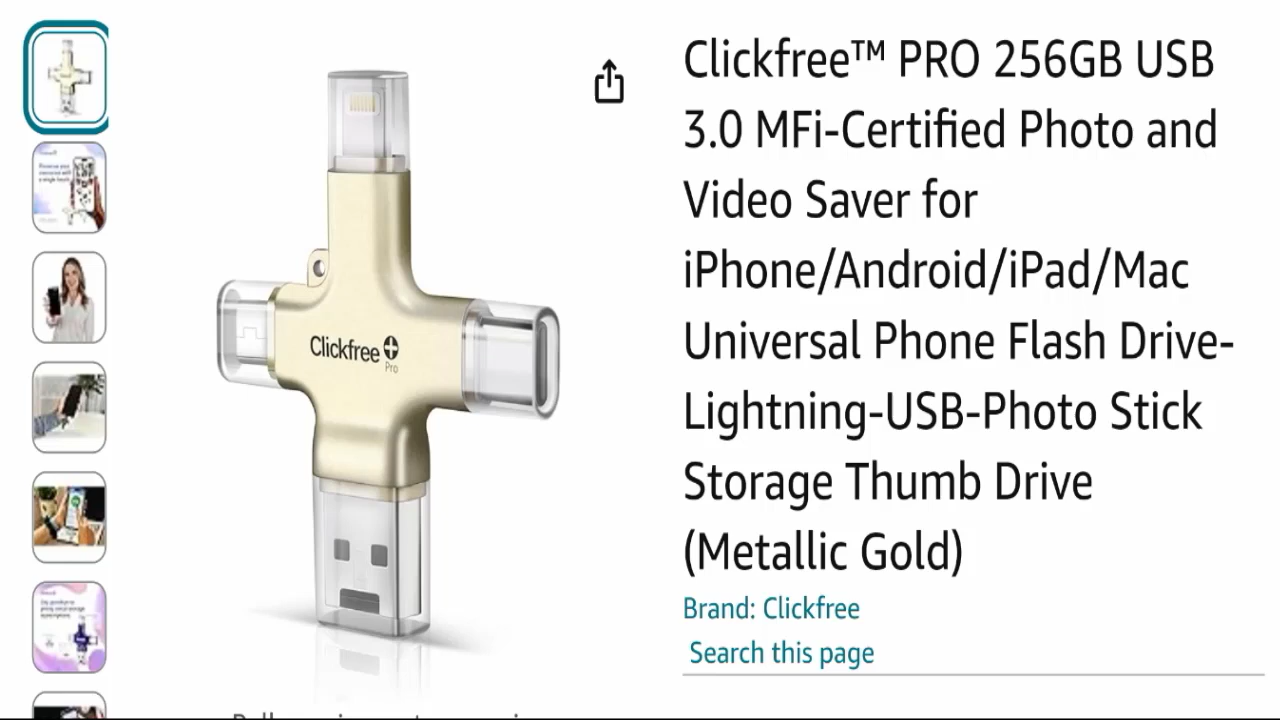 Clickfree™ PRO 256GB USB
3.0 MFi-Certified Photo and
Video Saver for
iPhone/Android/iPad/Mac
Universal Phone Flash Drive-
Lightning-USB-Photo Stick
Storage Thumb Drive
(Metallic Gold)
Brand: Clickfree
Search this page
Clickfree
Pro